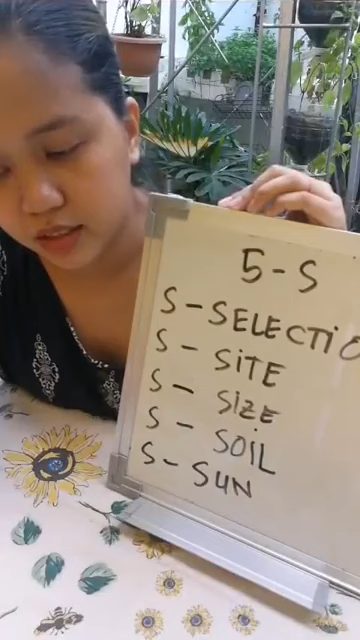 5-S
S - SELECTiO
S - SiTE
S - SiZE
S - SOiL
S - SUN